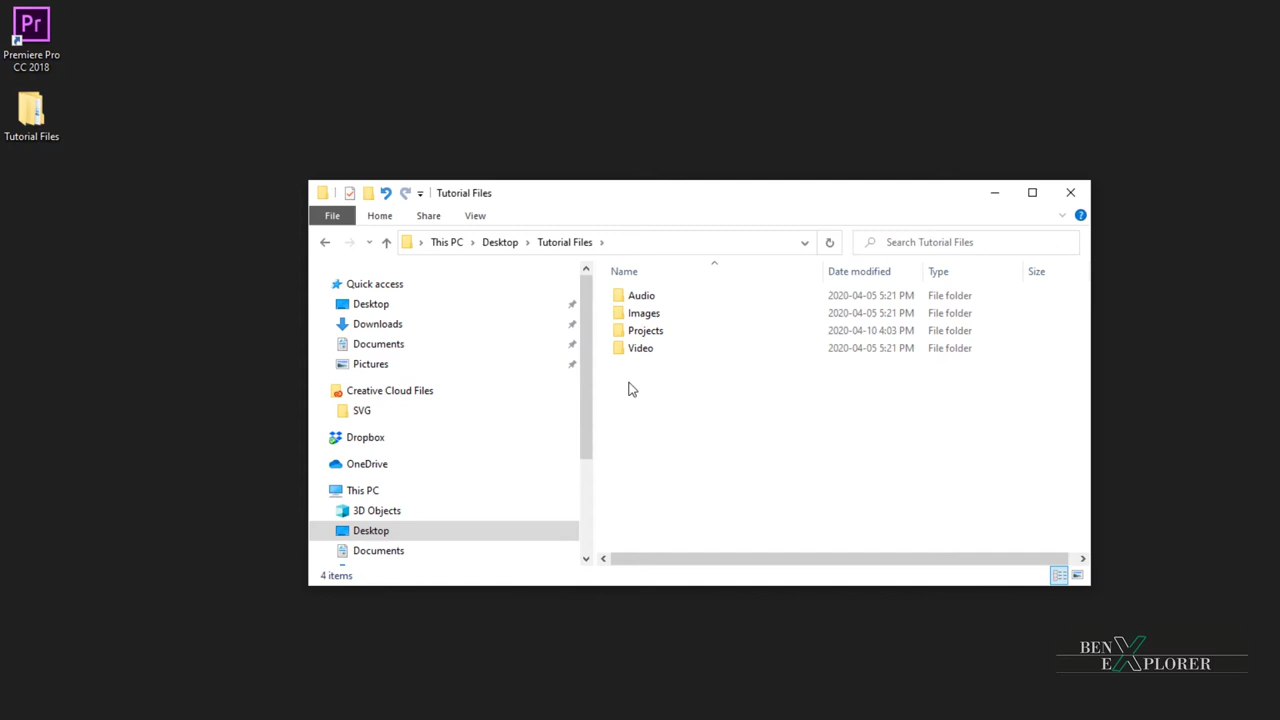 Premiere Pro
CC 2018
Tutorial Files
Tutorial Files
File Home Share View
This PC Desktop Tutorial Files
Search Tutorial Files
Name Date modified Type Size
Quick access
Desktop
Downloads
Documents
Pictures
Creative Cloud Files
SVG
Dropbox
OneDrive
This PC
3D Objects
Desktop
Documents
Audio 2020-04-05 5:21 PM File folder
Images 2020-04-05 5:21 PM File folder
Projects 2020-04-10 4:03 PM File folder
Video 2020-04-05 5:21 PM File folder
4 items
Pr
BEN
EXPLORER